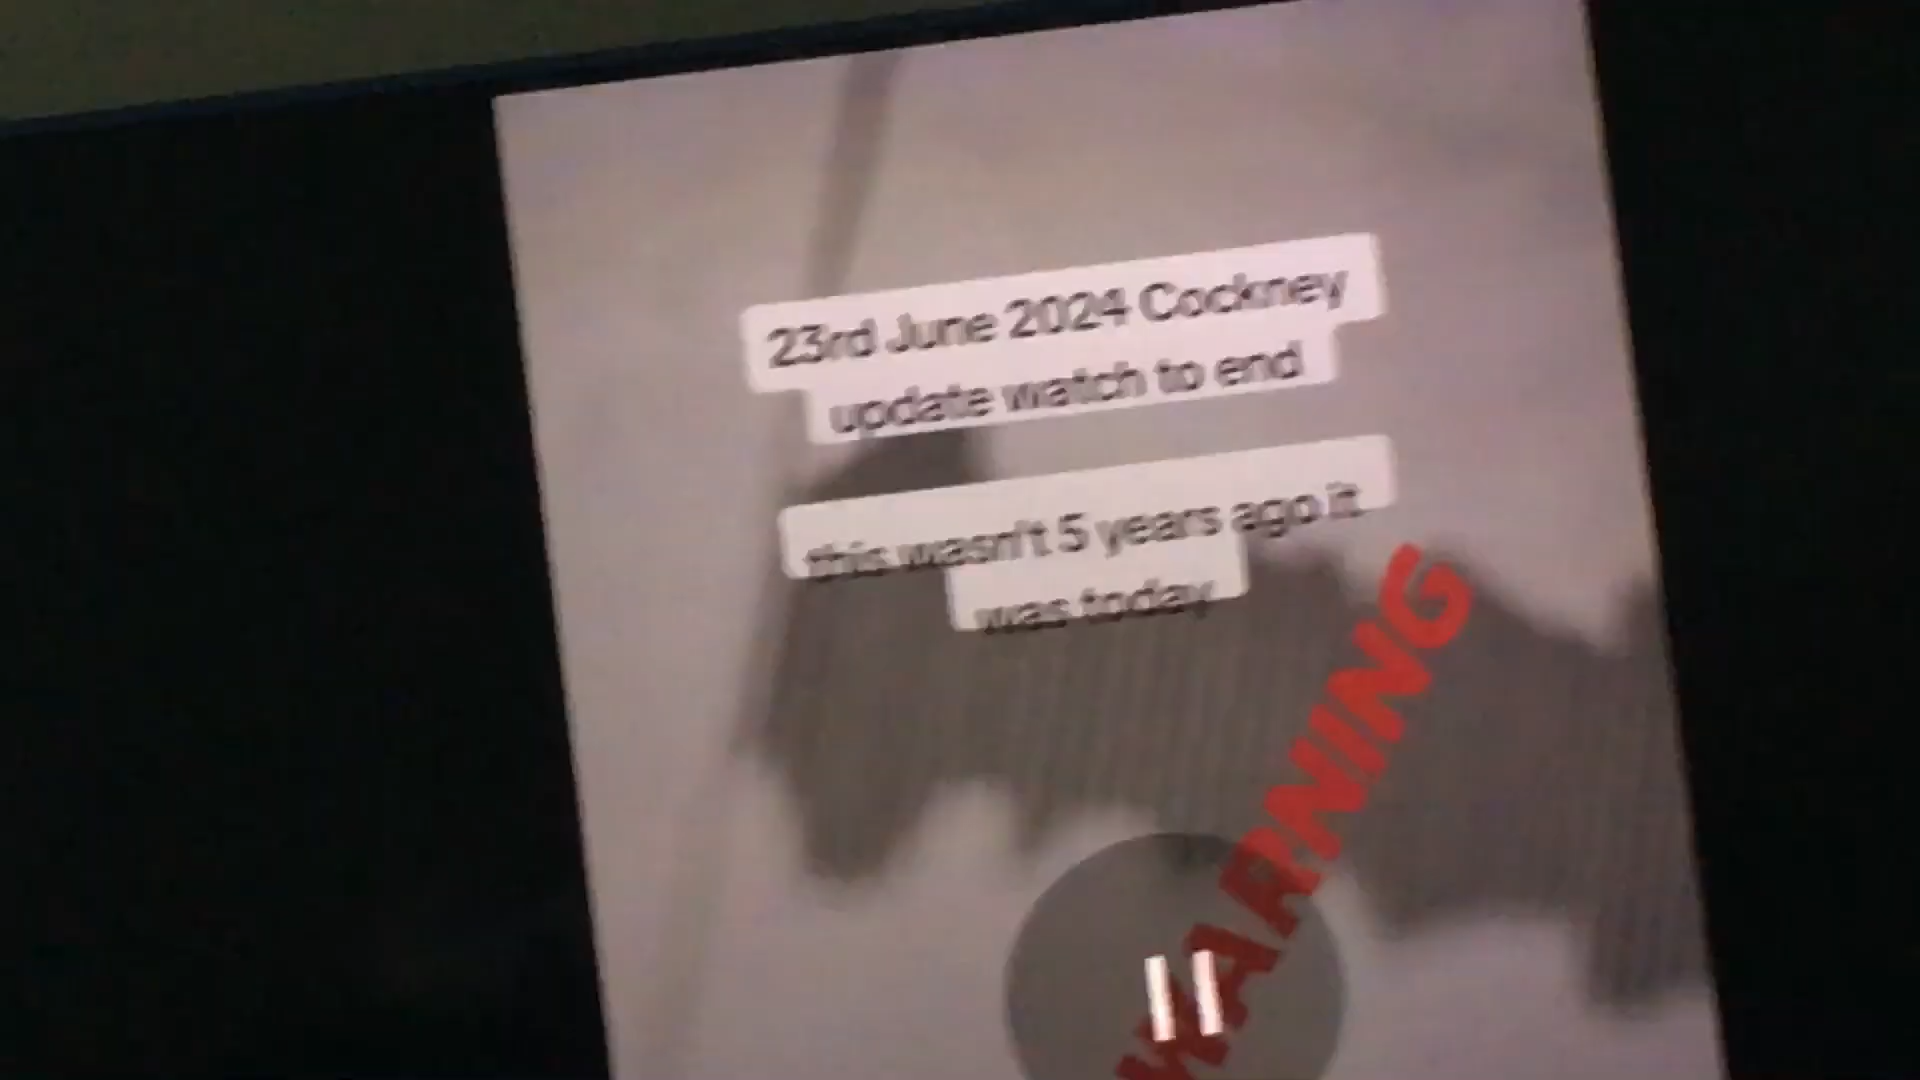 23rd June 2024 Cockney
update watch to end
this wasn't 5 years ago it
was today
WARNING